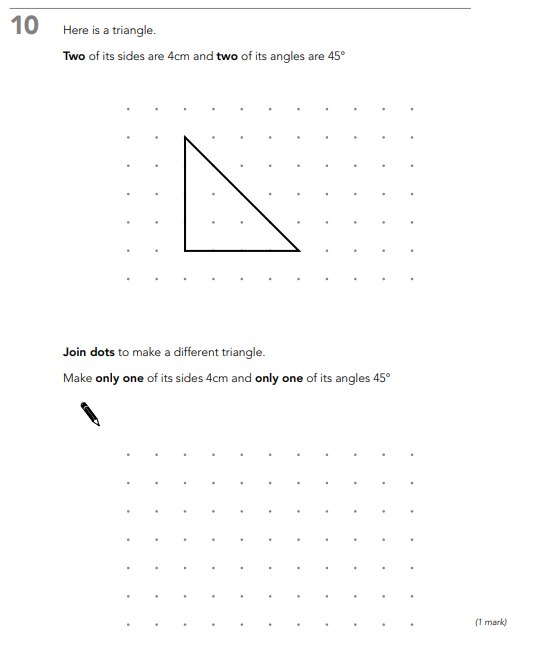 10
Here is a triangle.
Two of its sides are 4cm and two of its angles are 45°
Join dots to make a different triangle.
Make only one of its sides 4cm and only one of its angles 45°
(1 mark)